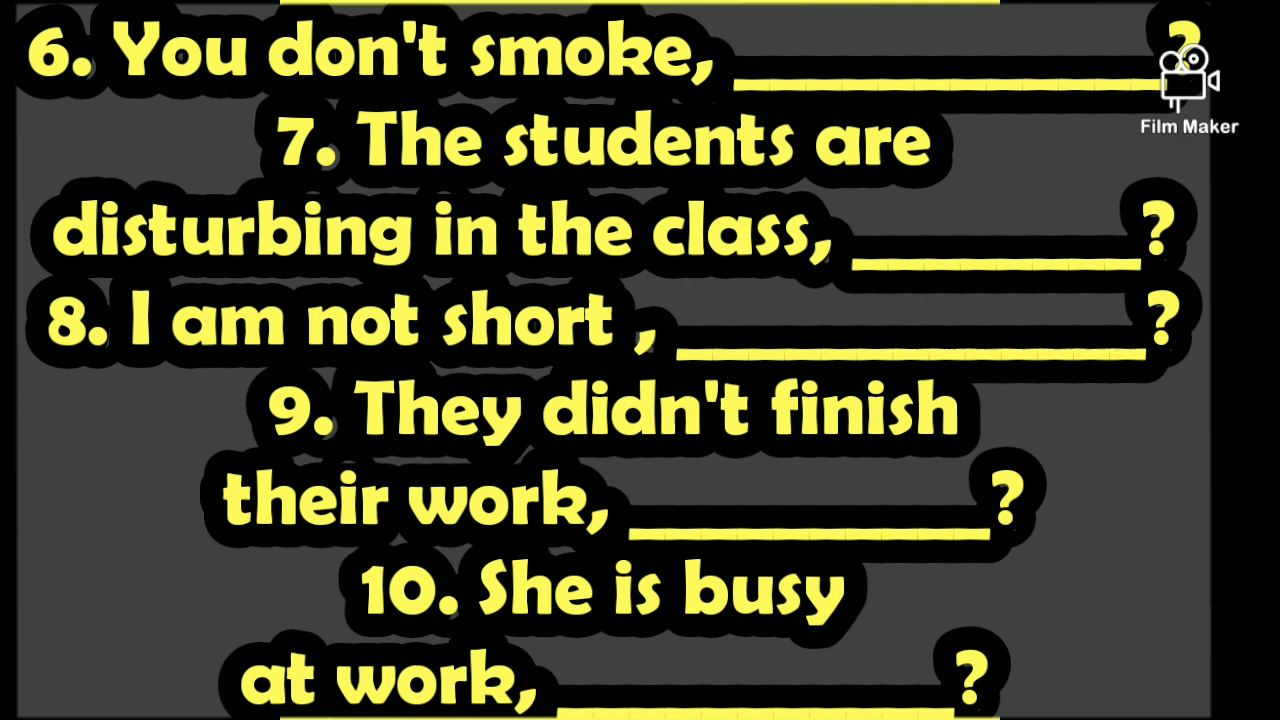 6. You don't smoke, ____________?
Film Maker
7. The students are
disturbing in the class, ________?
8. I am not short , _____________?
9. They didn't finish
their work, __________?
10. She is busy
at work, ___________?